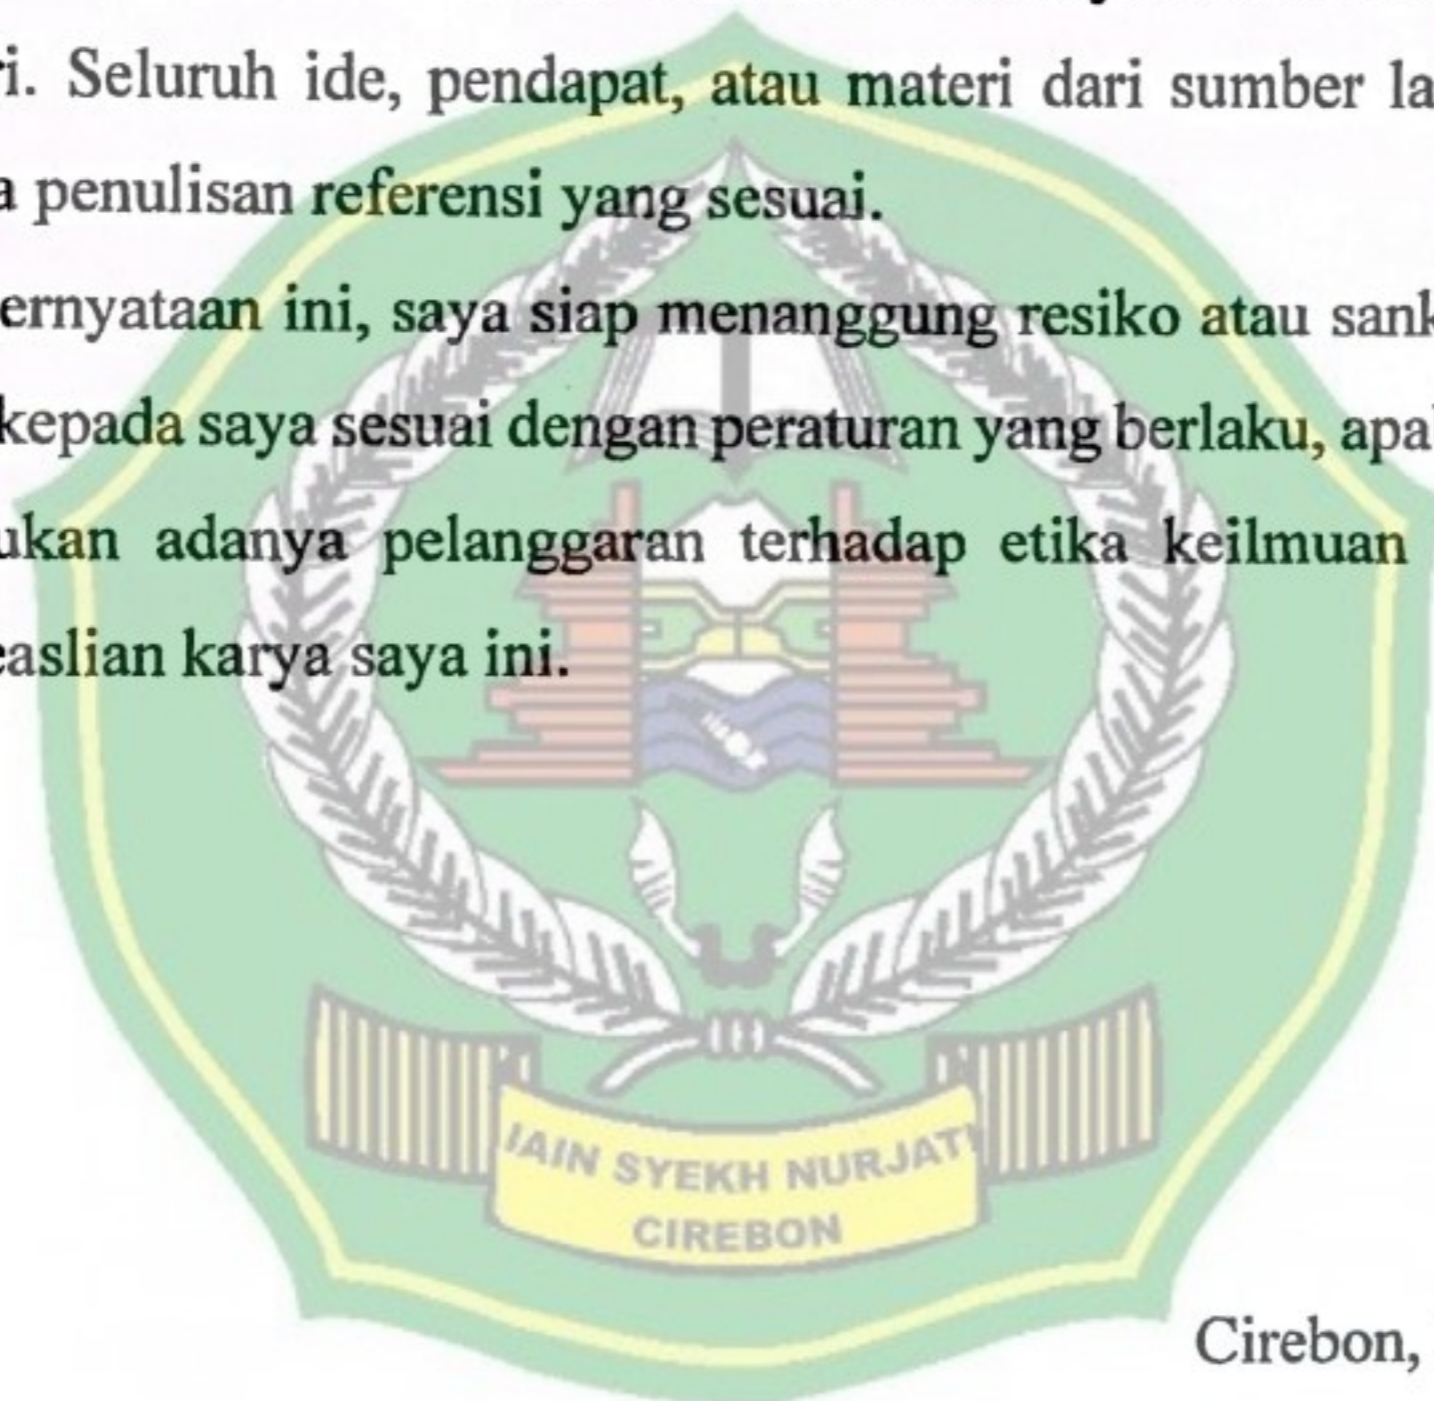 ri. Seluruh ide, pendapat, atau materi dari sumber la
a penulisan referensi yang sesuai.
ernyataan ini, saya siap menanggung resiko atau sank
kepada saya sesuai dengan peraturan yang berlaku, apa
ukan adanya pelanggaran terhadap etika keilmuan
easlian karya saya ini.
IAIN SYEKH NURJATI
CIREBON
Cirebon,